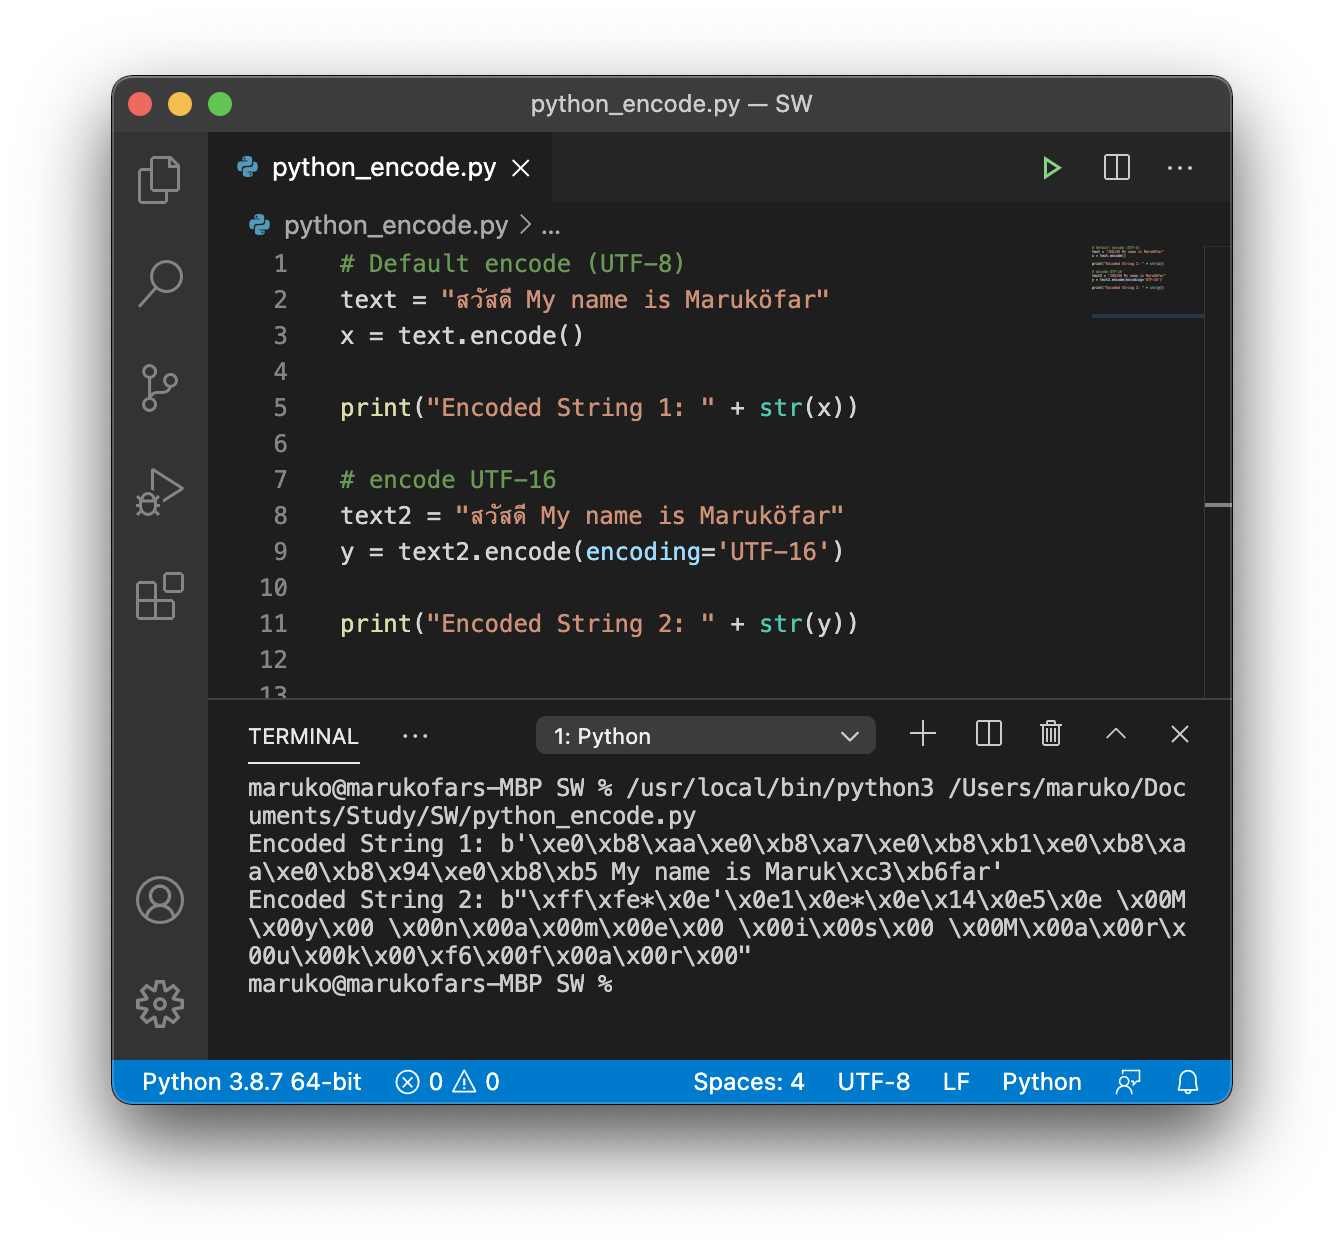 python_encode.py — SW
python_encode.py
python_encode.py > ...
1 # Default encode (UTF-8)
2 text = "สวัสดี My name is Maruköfar"
3 x = text.encode()
4
5 print("Encoded String 1: " + str(x))
6
7 # encode UTF-16
8 text2 = "สวัสดี My name is Maruköfar"
9 y = text2.encode(encoding='UTF-16')
10
11 print("Encoded String 2: " + str(y))
12
13
TERMINAL ... 1: Python
maruko@marukofars-MBP SW % /usr/local/bin/python3 /Users/maruko/Doc
uments/Study/SW/python_encode.py
Encoded String 1: b'\xe0\xb8\xaa\xe0\xb8\xa7\xe0\xb8\xb1\xe0\xb8\xa
a\xe0\xb8\x94\xe0\xb8\xb5 My name is Maruk\xc3\xb6far'
Encoded String 2: b"\xff\xfe*\x0e'\x0e1\x0e*\x0e\x14\x0e5\x0e \x00M
\x00y\x00 \x00n\x00a\x00m\x00e\x00 \x00i\x00s\x00 \x00M\x00a\x00r\x
00u\x00k\x00\xf6\x00f\x00a\x00r\x00"
maruko@marukofars-MBP SW %
Python 3.8.7 64-bit 0 0 Spaces: 4 UTF-8 LF Python